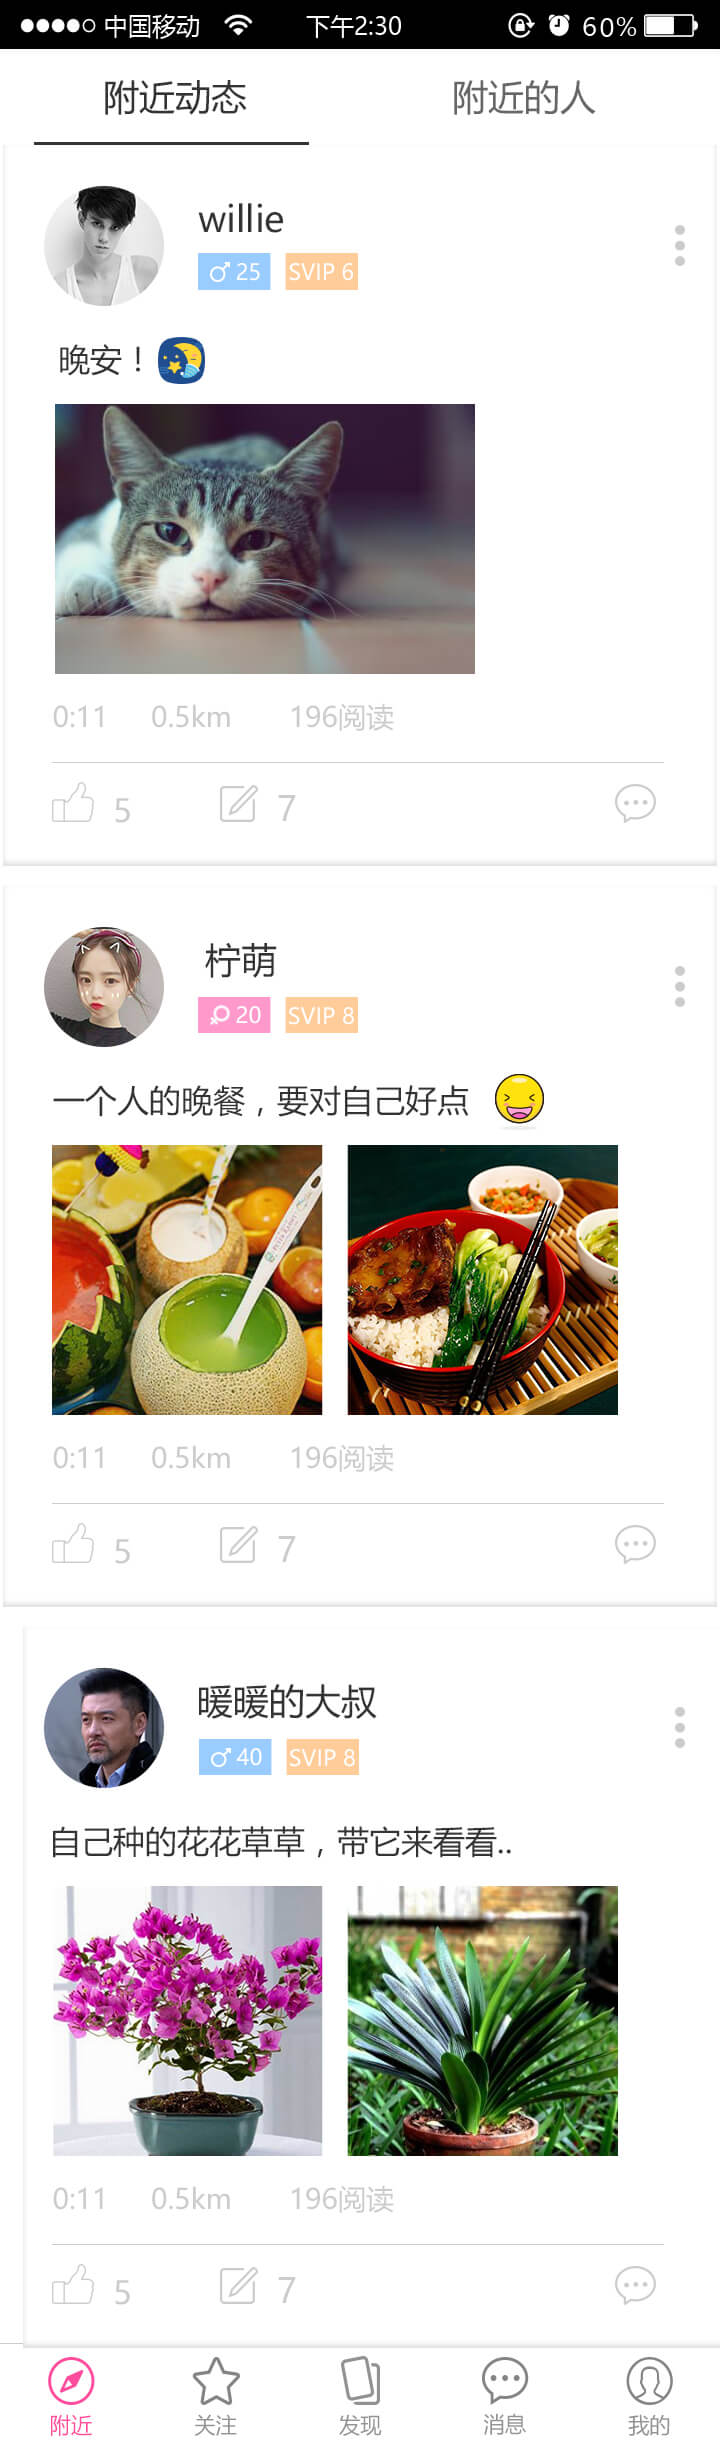 中国移动 下午2:30 60%
附近动态 附近的人
willie
25 SVIP 6
晚安！
0:11 0.5km 196阅读
5 7
柠萌
20 SVIP 8
一个人的晚餐，要对自己好点
0:11 0.5km 196阅读
5 7
暖暖的大叔
40 SVIP 8
自己种的花花草草，带它来看看..
0:11 0.5km 196阅读
5 7
附近 关注 发现 消息 我的